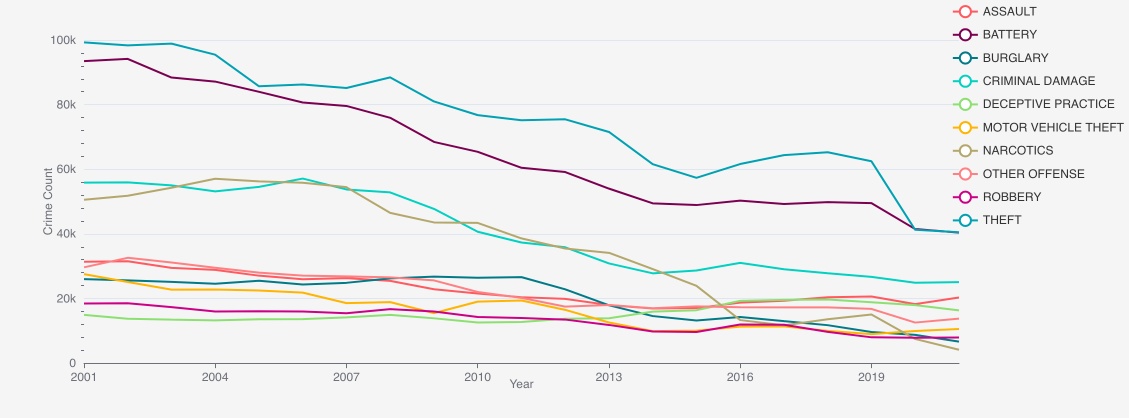 ASSAULT
BATTERY
BURGLARY
CRIMINAL DAMAGE
DECEPTIVE PRACTICE
MOTOR VEHICLE THEFT
NARCOTICS
OTHER OFFENSE
ROBBERY
THEFT
100k
80k
60k
40k
20k
0
Crime Count
2001 2004 2007 2010 2013 2016 2019
Year